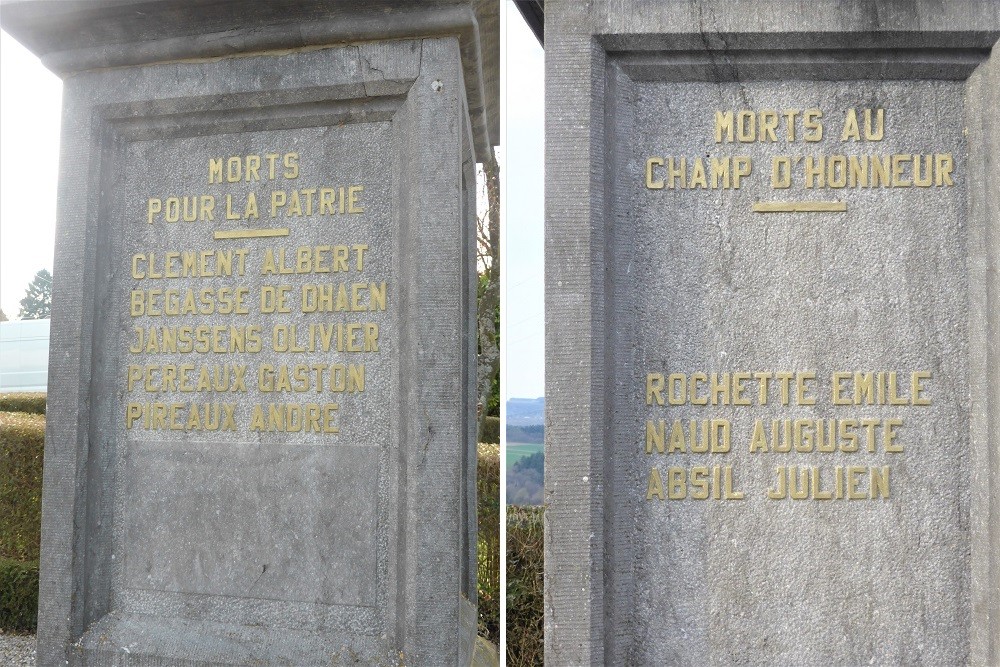 MORTS
POUR LA PATRIE
CLEMENT ALBERT
BEGASSE DE DHAEM
JANSSENS OLIVIER
PEREAUX GASTON
PIREAUX ANDRE
MORTS AU
CHAMP D'HONNEUR
ROCHETTE EMILE
NAUD AUGUSTE
ABSIL JULIEN